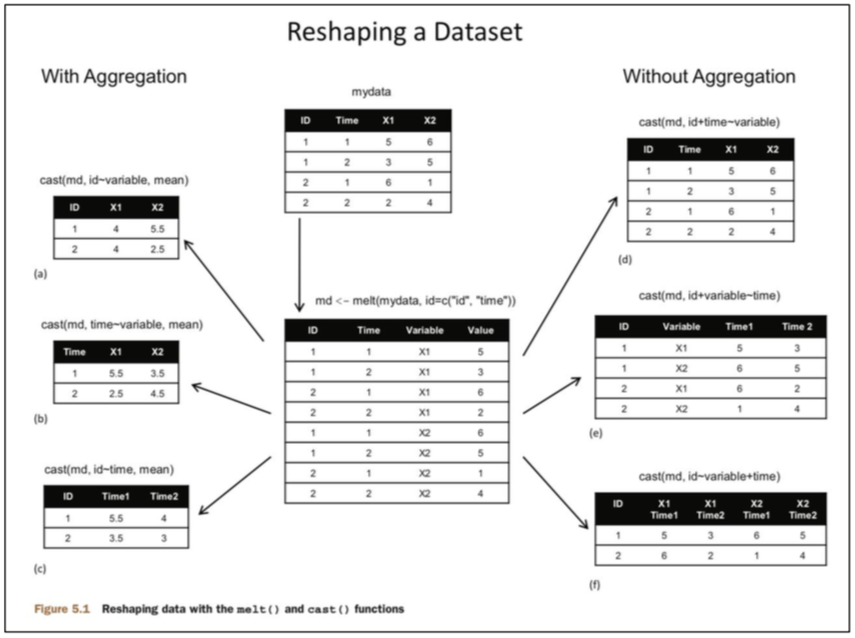 Reshaping a Dataset
With Aggregation
Without Aggregation
mydata
ID Time X1 X2
1 1 5 6
1 2 3 5
2 1 6 1
2 2 2 4
cast(md, id~variable, mean)
ID X1 X2
1 4 5.5
2 4 2.5
(a)
cast(md, time~variable, mean)
Time X1 X2
1 5.5 3.5
2 2.5 4.5
(b)
cast(md, id~time, mean)
ID Time1 Time2
1 5.5 4
2 3.5 3
(c)
md <- melt(mydata, id=c("id", "time"))
ID Time Variable Value
1 1 X1 5
1 2 X1 3
2 1 X1 6
2 2 X1 2
1 1 X2 6
1 2 X2 5
2 1 X2 1
2 2 X2 4
cast(md, id+time~variable)
ID Time X1 X2
1 1 5 6
1 2 3 5
2 1 6 1
2 2 2 4
(d)
cast(md, id+variable~time)
ID Variable Time1 Time 2
1 X1 5 3
1 X2 6 5
2 X1 6 2
2 X2 1 4
(e)
cast(md, id~variable+time)
ID X1 X1 X2 X2
Time1 Time2 Time1 Time2
1 5 3 6 5
2 6 2 1 4
(f)
Figure 5.1 Reshaping data with the melt() and cast() functions